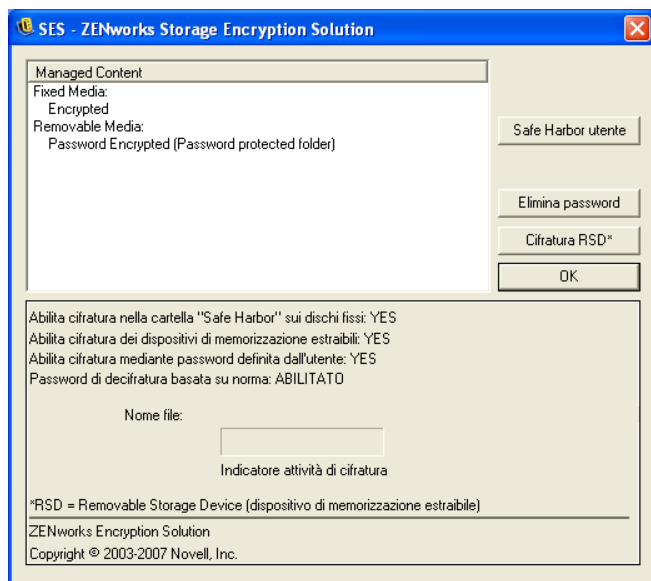 SES - ZENworks Storage Encryption Solution
Managed Content
Fixed Media:
Encrypted
Removable Media:
Password Encrypted (Password protected folder)
Safe Harbor utente
Elimina password
Cifratura RSD*
OK
Abilita cifratura nella cartella "Safe Harbor" sui dischi fissi: YES
Abilita cifratura dei dispositivi di memorizzazione estraibili: YES
Abilita cifratura mediante password definita dall'utente: YES
Password di decifratura basata su norma: ABILITATO
Nome file:
Indicatore attività di cifratura
*RSD = Removable Storage Device (dispositivo di memorizzazione estraibile)
ZENworks Encryption Solution
Copyright © 2003-2007 Novell, Inc.